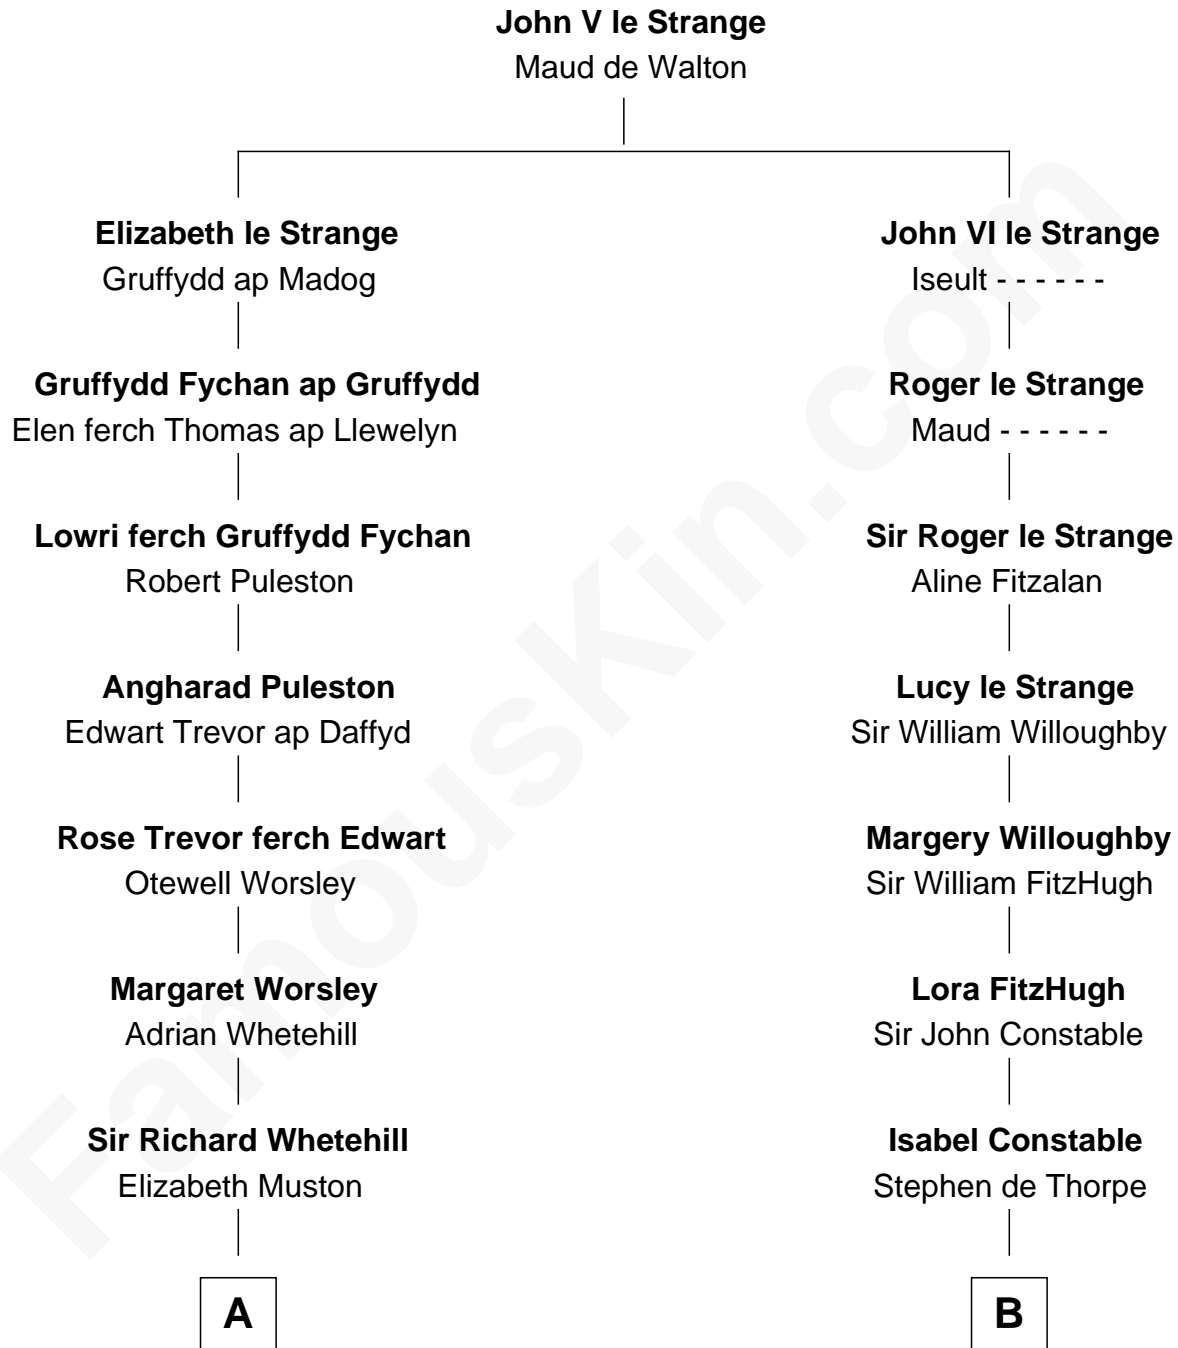 John V le Strange
Maud de Walton
Elizabeth le Strange
Gruffydd ap Madog
John VI le Strange
Iseult - - - - - -
Gruffydd Fychan ap Gruffydd
Elen ferch Thomas ap Llewelyn
Roger le Strange
Maud - - - - - -
Lowri ferch Gruffydd Fychan
Robert Puleston
Sir Roger le Strange
Aline Fitzalan
Angharad Puleston
Edwart Trevor ap Daffyd
Lucy le Strange
Sir William Willoughby
Rose Trevor ferch Edwart
Otewell Worsley
Margery Willoughby
Sir William FitzHugh
Margaret Worsley
Adrian Whetehill
Lora FitzHugh
Sir John Constable
Sir Richard Whetehill
Elizabeth Muston
Isabel Constable
Stephen de Thorpe
A
B
FamousKin.com